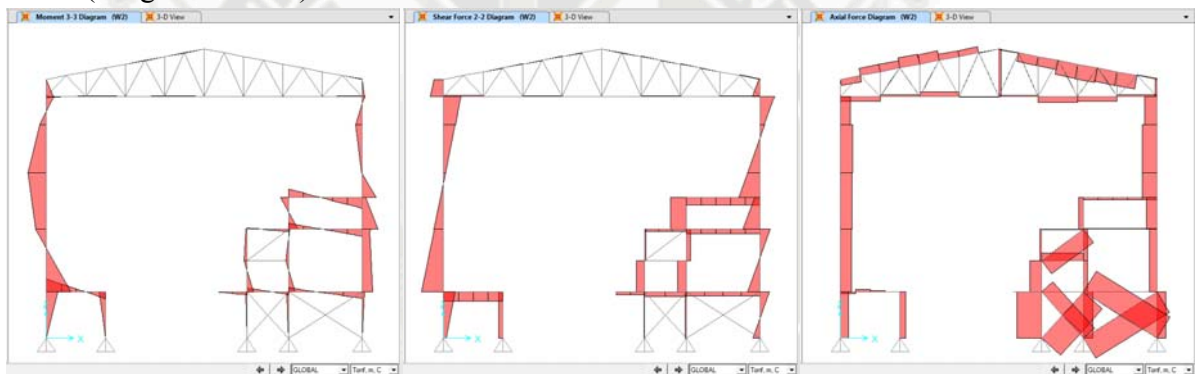 Moment 3-3 Diagram (W2)
3-D View
Shear Force 2-2 Diagram (W2)
3-D View
Axial Force Diagram (W2)
3-D View
X
X
X
GLOBAL
Tonf, m, C
GLOBAL
Tonf, m, C
GLOBAL
Tonf, m, C